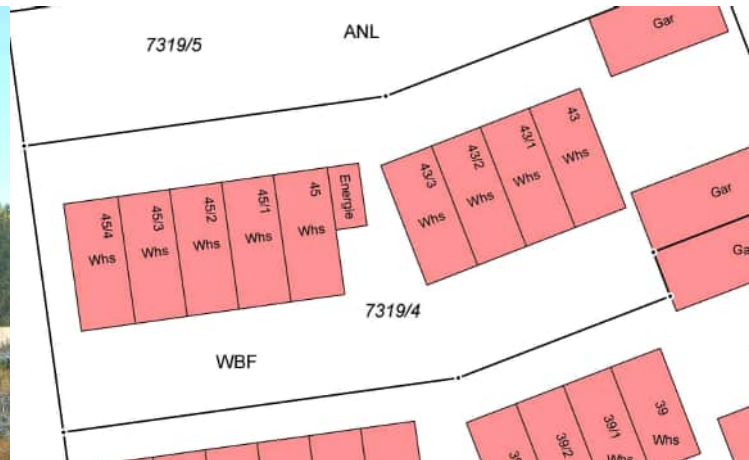 ANL
7319/5
Gar
43
43/1
43/2
43/3
Whs
Whs
Whs
Whs
Energie
45
45/1
45/2
45/3
45/4
Whs
Whs
Whs
Whs
Whs
Gar
7319/4
WBF
39
39/1
39/2
Whs